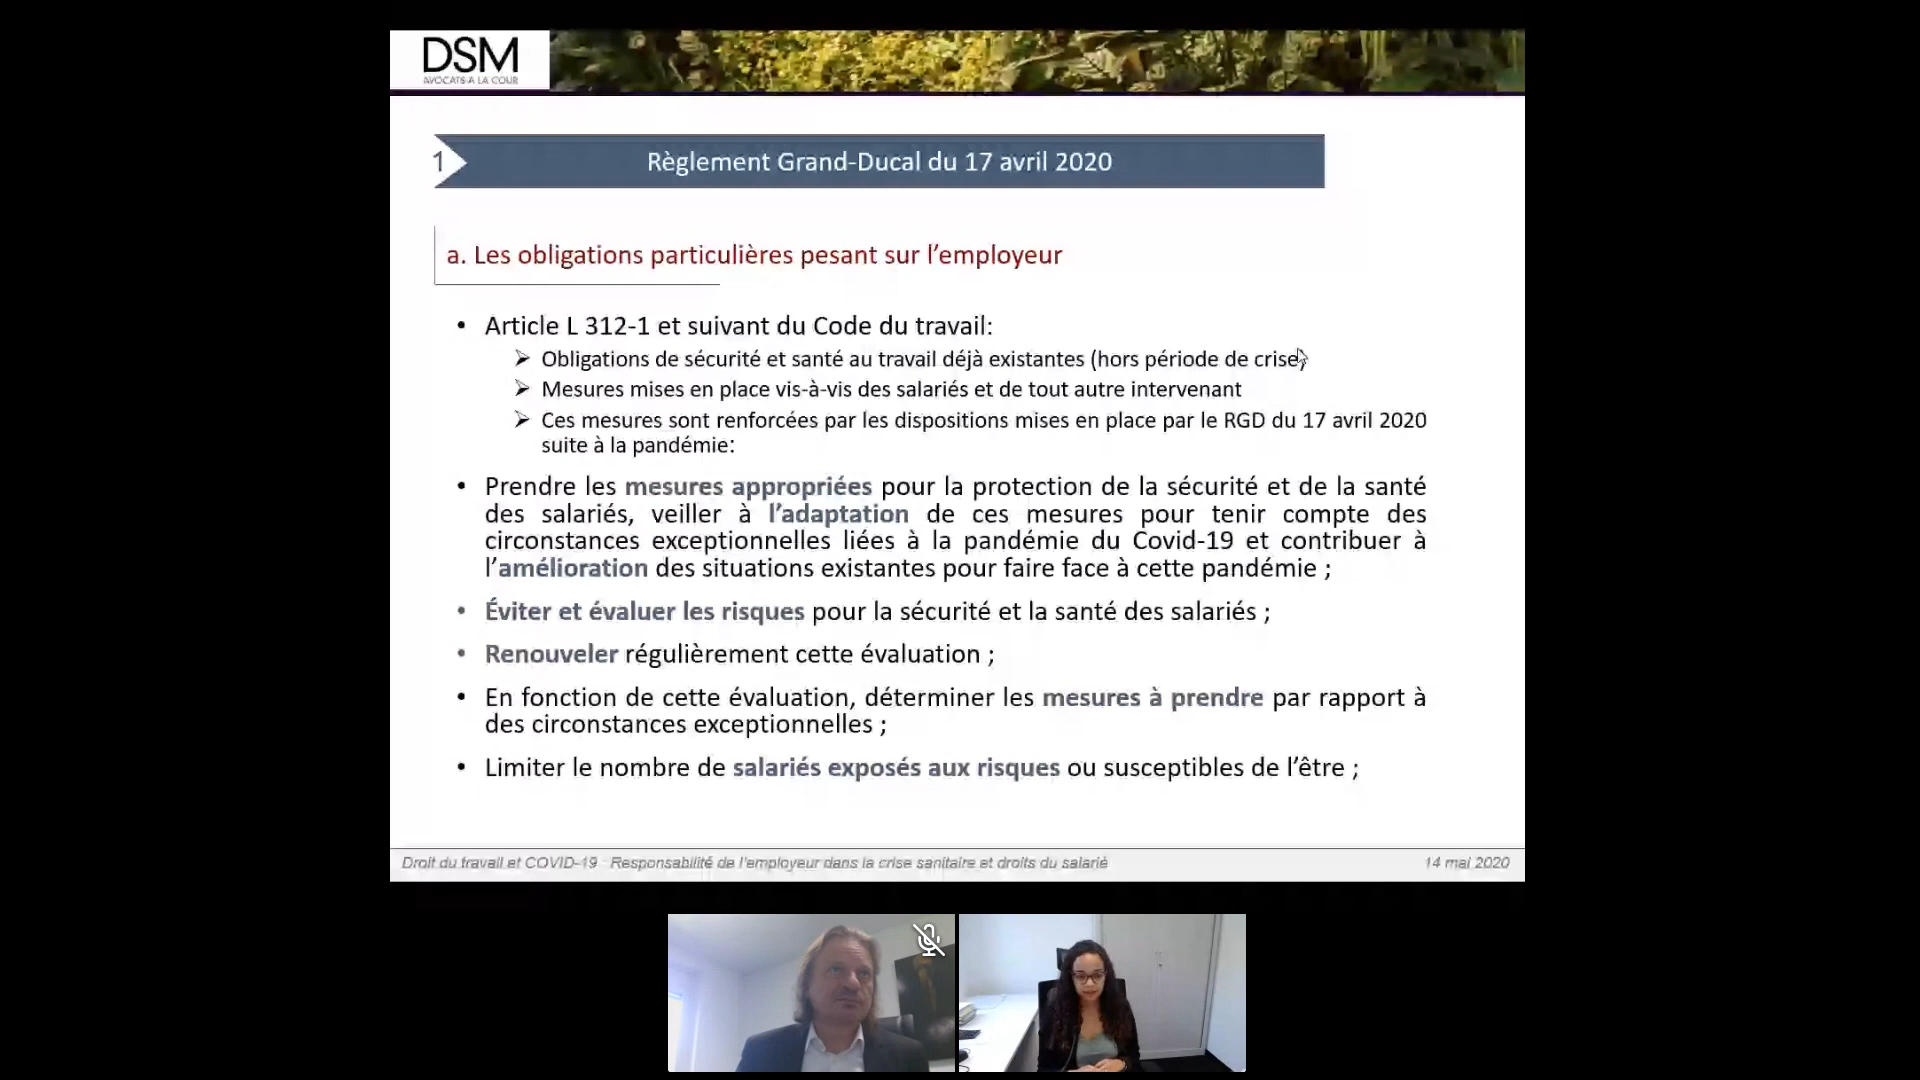 DSM
AVOCATS A LA COUR
1
Règlement Grand-Ducal du 17 avril 2020
a. Les obligations particulières pesant sur l’employeur
• Article L 312-1 et suivant du Code du travail:
➢ Obligations de sécurité et santé au travail déjà existantes (hors période de crise)
➢ Mesures mises en place vis-à-vis des salariés et de tout autre intervenant
➢ Ces mesures sont renforcées par les dispositions mises en place par le RGD du 17 avril 2020
suite à la pandémie:
• Prendre les mesures appropriées pour la protection de la sécurité et de la santé
des salariés, veiller à l’adaptation de ces mesures pour tenir compte des
circonstances exceptionnelles liées à la pandémie du Covid-19 et contribuer à
l’amélioration des situations existantes pour faire face à cette pandémie ;
• Éviter et évaluer les risques pour la sécurité et la santé des salariés ;
• Renouveler régulièrement cette évaluation ;
• En fonction de cette évaluation, déterminer les mesures à prendre par rapport à
des circonstances exceptionnelles ;
• Limiter le nombre de salariés exposés aux risques ou susceptibles de l’être ;
Droit du travail et COVID-19 : Responsabilité de l’employeur dans la crise sanitaire et droits du salarié
14 mai 2020